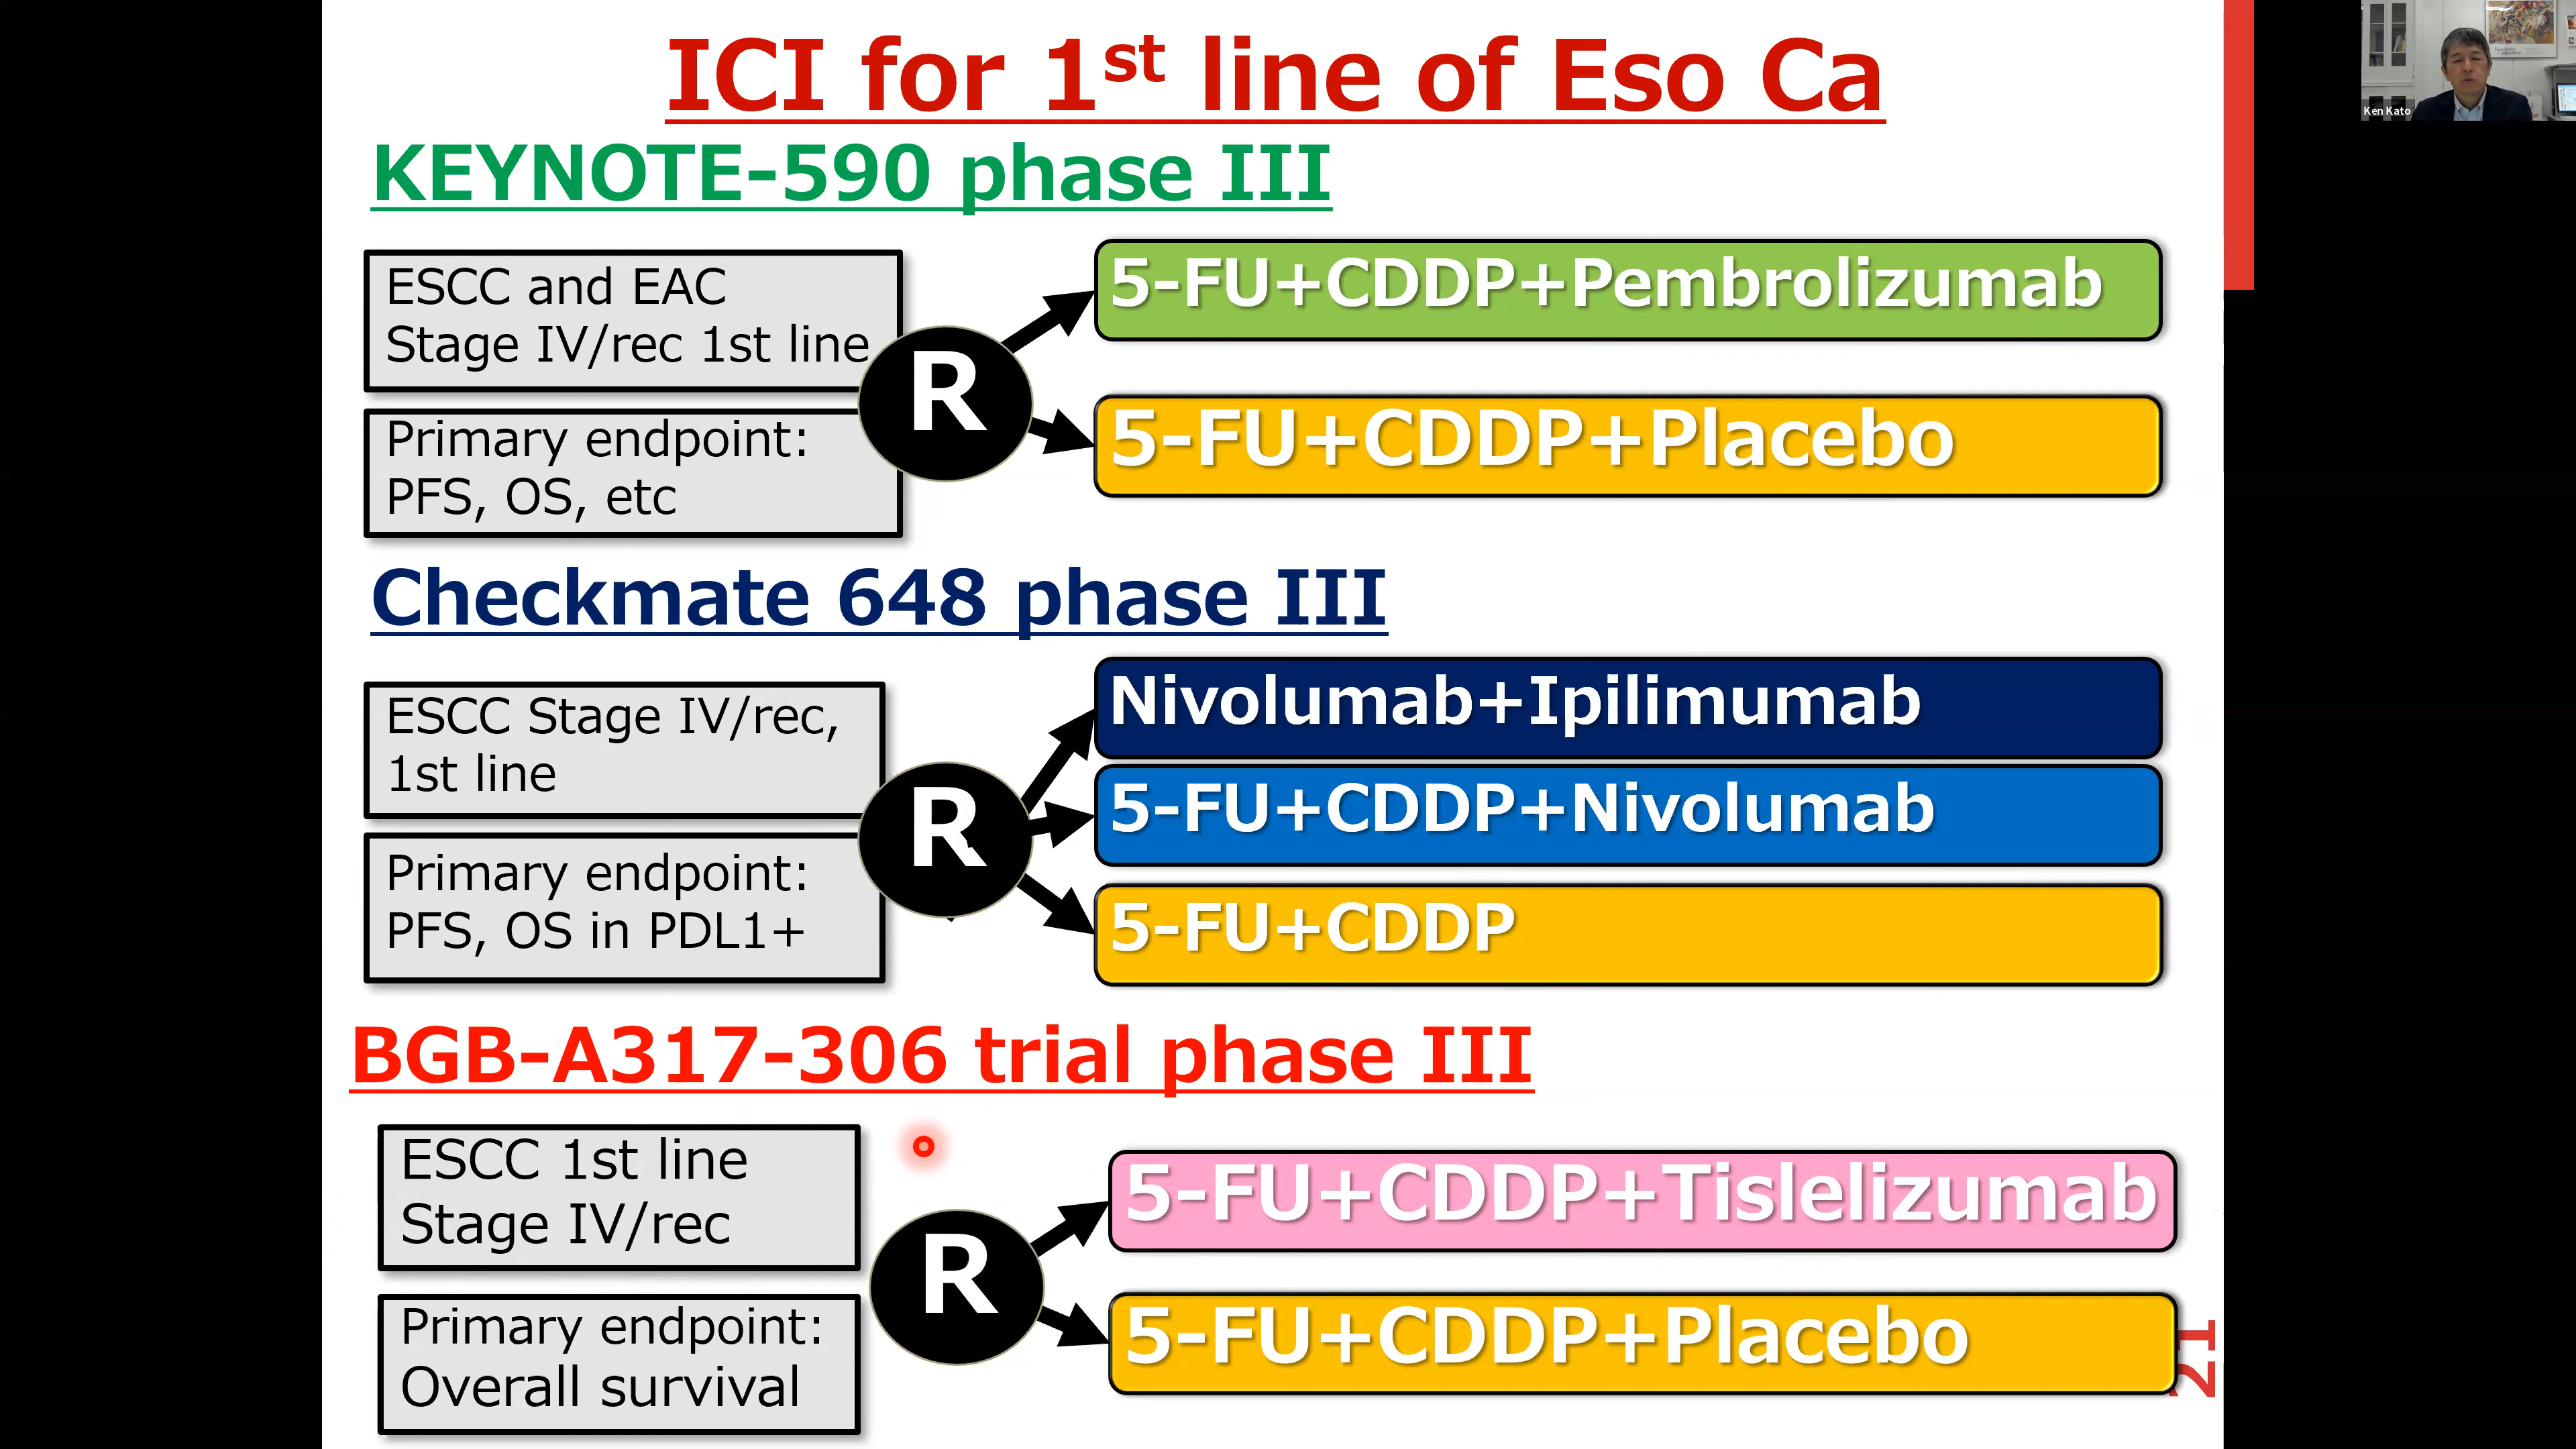 ICI for 1st line of Eso Ca
Ken Kato
KEYNOTE-590 phase III
ESCC and EAC
Stage IV/rec 1st line
Primary endpoint:
PFS, OS, etc
R
5-FU+CDDP+Pembrolizumab
5-FU+CDDP+Placebo
Checkmate 648 phase III
ESCC Stage IV/rec,
1st line
Primary endpoint:
PFS, OS in PDL1+
R
Nivolumab+Ipilimumab
5-FU+CDDP+Nivolumab
5-FU+CDDP
BGB-A317-306 trial phase III
ESCC 1st line
Stage IV/rec
Primary endpoint:
Overall survival
R
5-FU+CDDP+Tislelizumab
5-FU+CDDP+Placebo
21